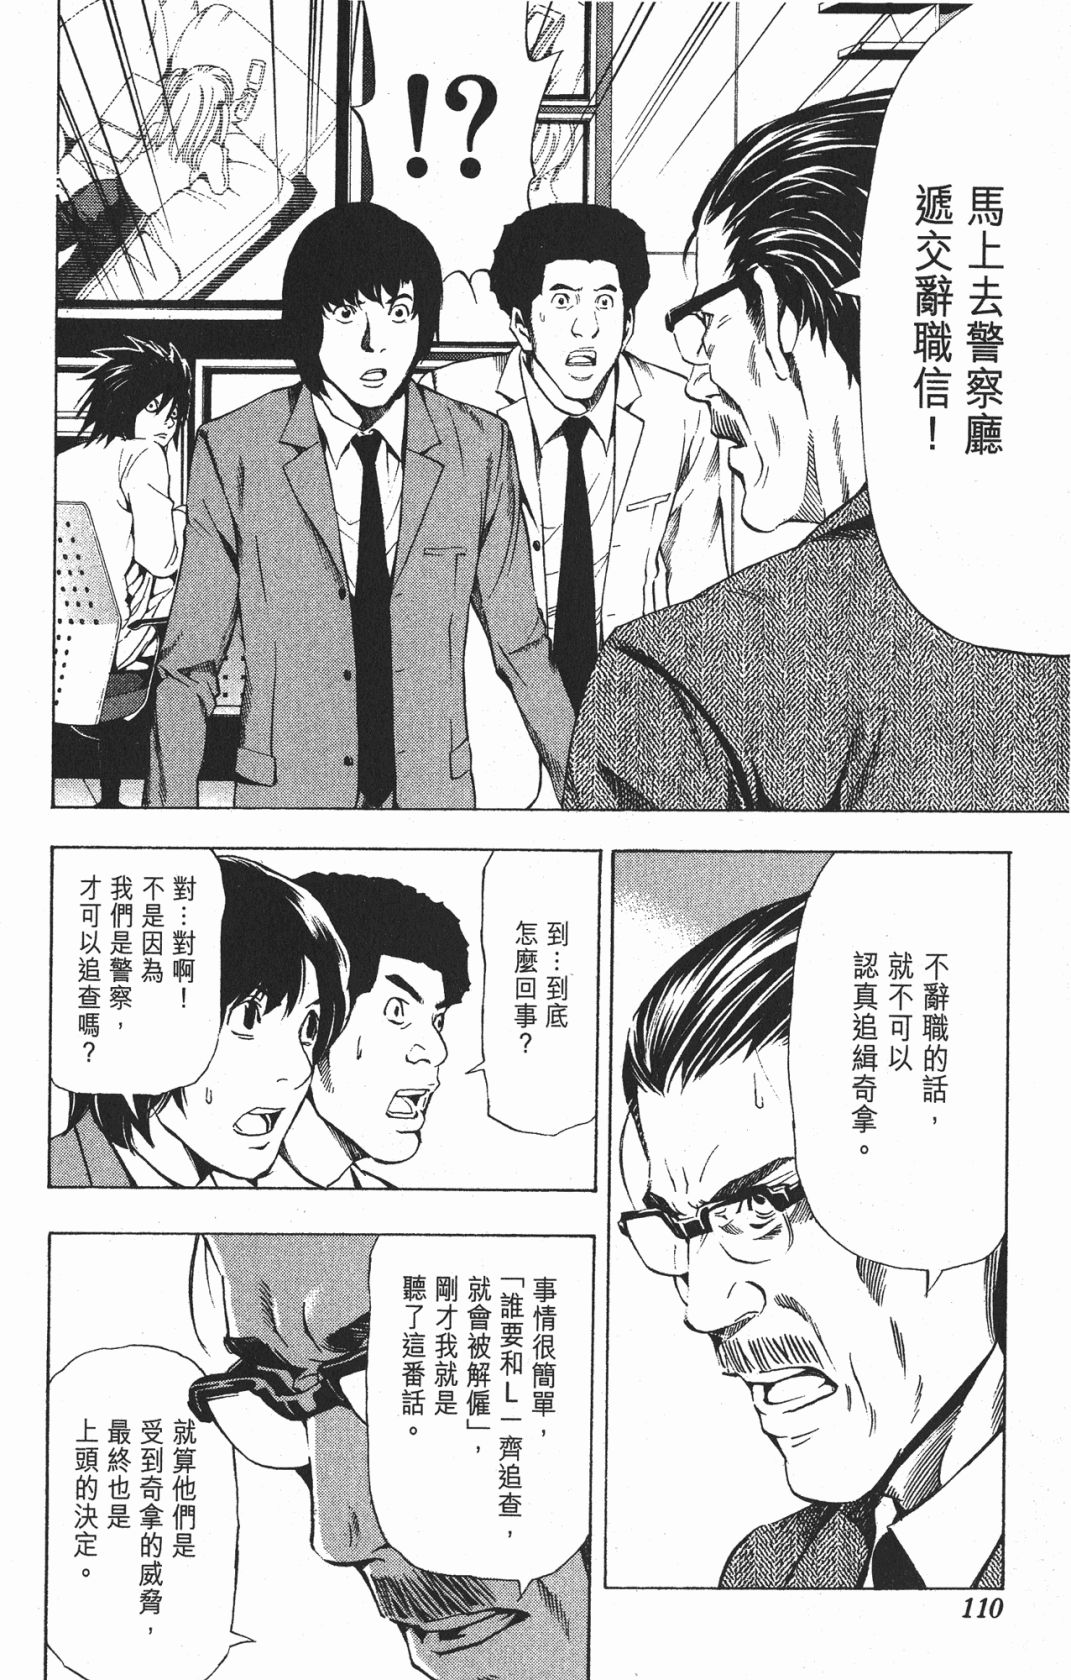 馬上去警察廳
遞交辭職信！
！？
不辭職的話，
就不可以
認真追緝奇拿。
到…到底
怎麼回事？
對…對啊！
不是因為
我們是警察，
才可以追查嗎？
事情很簡單，
「誰要和L一齊追查，
就會被解僱」，
剛才我就是
聽了這番話。
就算他們是
受到奇拿的威脅，
最終也是
上頭的決定。
110